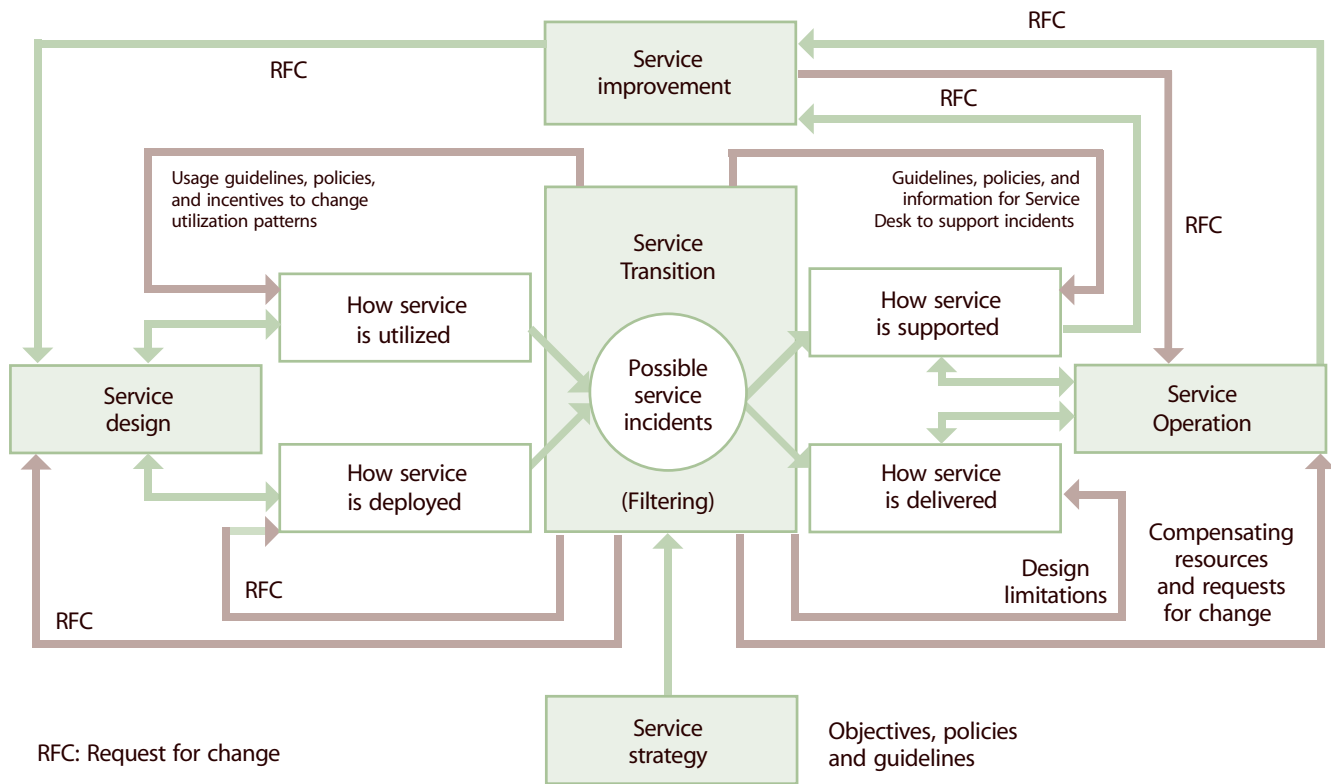 RFC
Service
improvement
RFC
RFC
Usage guidelines, policies,
and incentives to change
utilization patterns
Guidelines, policies, and
information for Service
Desk to support incidents
RFC
Service
Transition
How service
is utilized
How service
is supported
Possible
service
incidents
Service
design
Service
Operation
How service
is deployed
(Filtering)
How service
is delivered
RFC
RFC
Design
limitations
Compensating
resources
and requests
for change
Service
strategy
RFC: Request for change
Objectives, policies
and guidelines